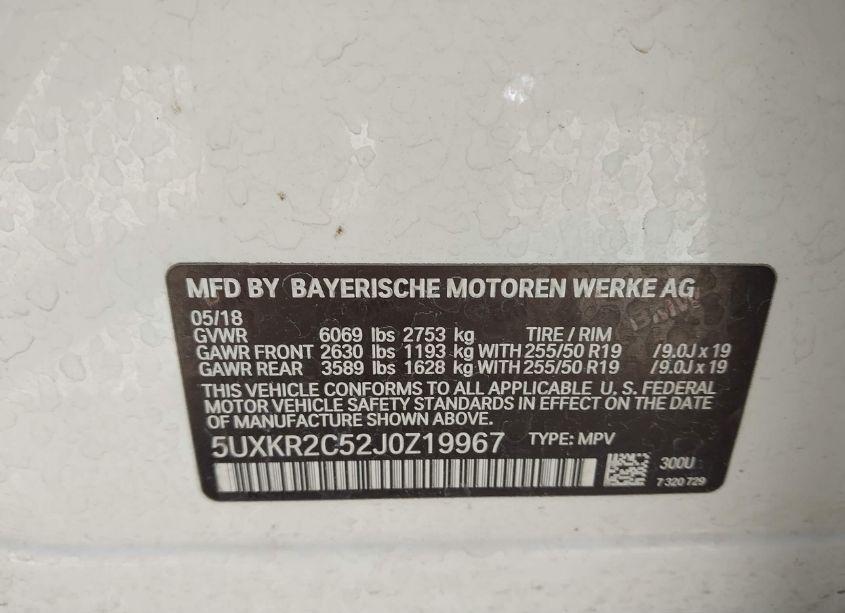 MFD BY BAYERISCHE MOTOREN WERKE AG
05/18
GVWR 6069 lbs 2753 kg TIRE / RIM
GAWR FRONT 2630 lbs 1193 kg WITH 255/50 R19 /9.0J x 19
GAWR REAR 3589 lbs 1628 kg WITH 255/50 R19 /9.0J x 19
THIS VEHICLE CONFORMS TO ALL APPLICABLE U. S. FEDERAL
MOTOR VEHICLE SAFETY STANDARDS IN EFFECT ON THE DATE
OF MANUFACTURE SHOWN ABOVE.
5UXKR2C52J0Z19967 TYPE: MPV
300U
7 320 729